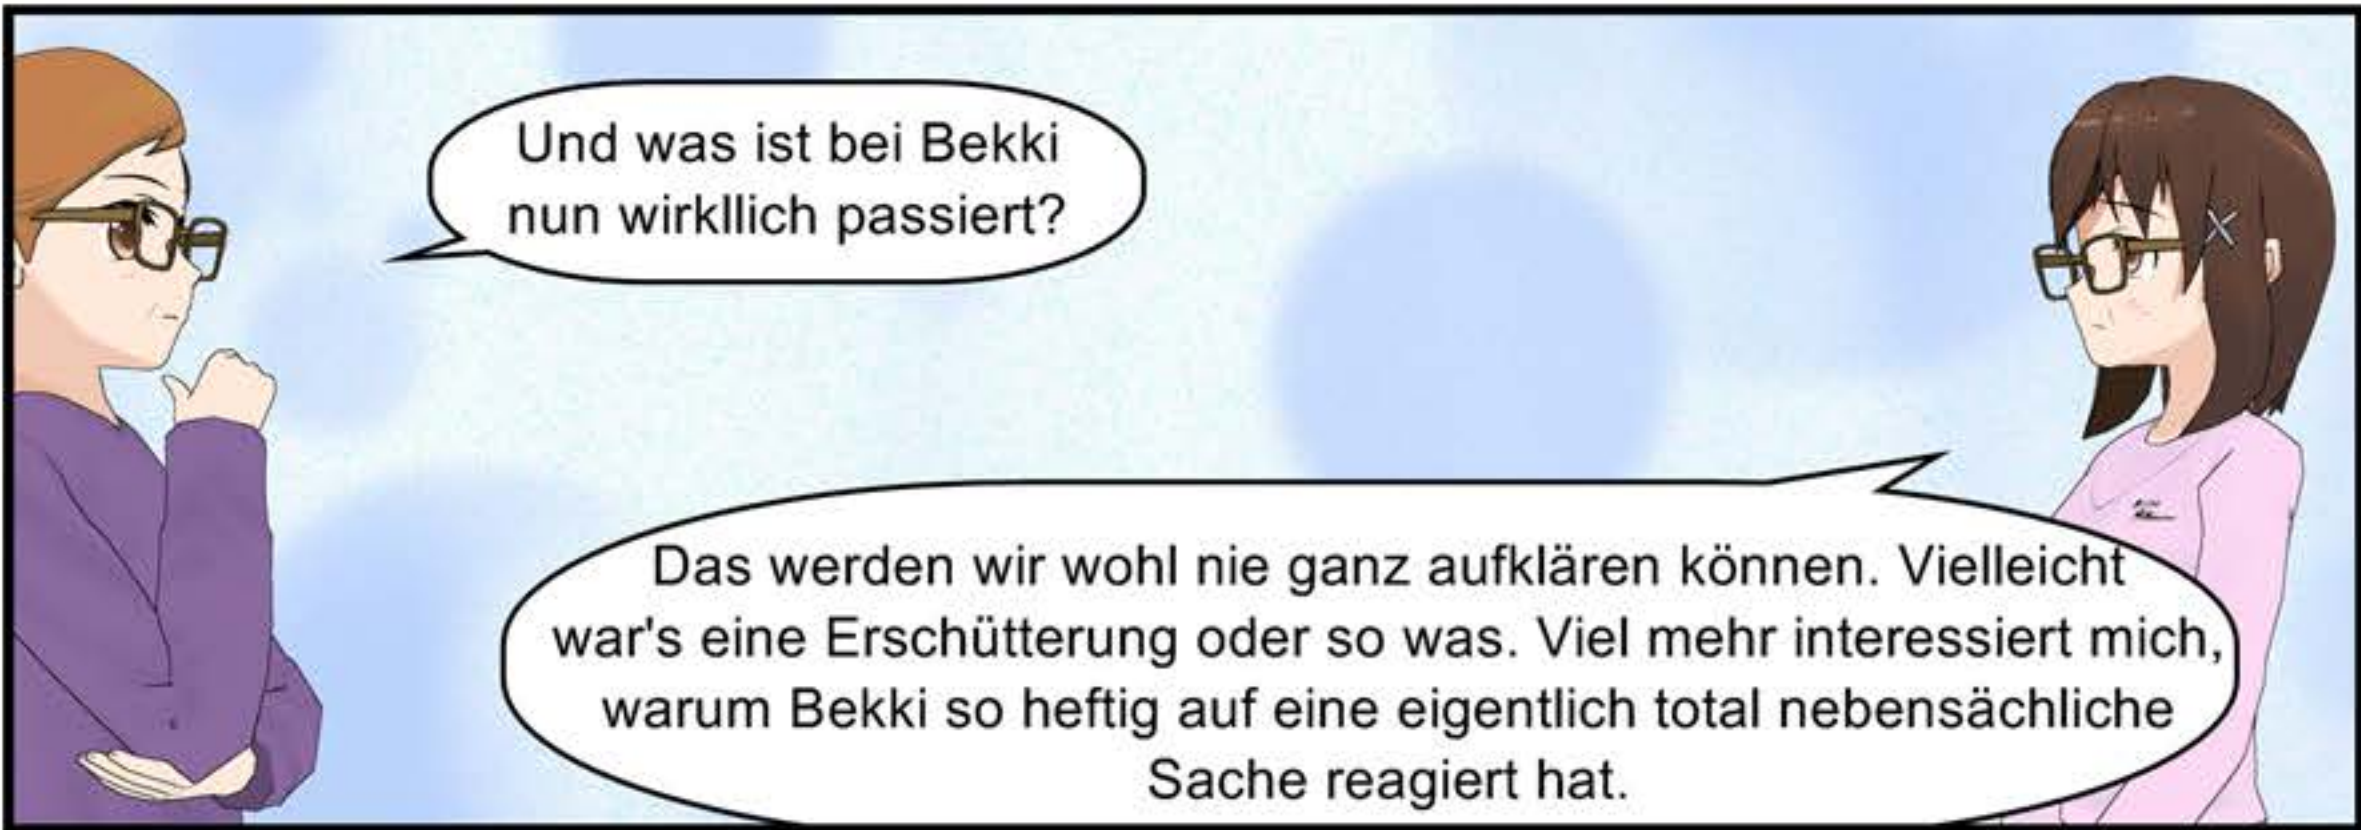 Und was ist bei Bekki
nun wirkllich passiert?
Das werden wir wohl nie ganz aufklären können. Vielleicht
war's eine Erschütterung oder so was. Viel mehr interessiert mich,
warum Bekki so heftig auf eine eigentlich total nebensächliche
Sache reagiert hat.